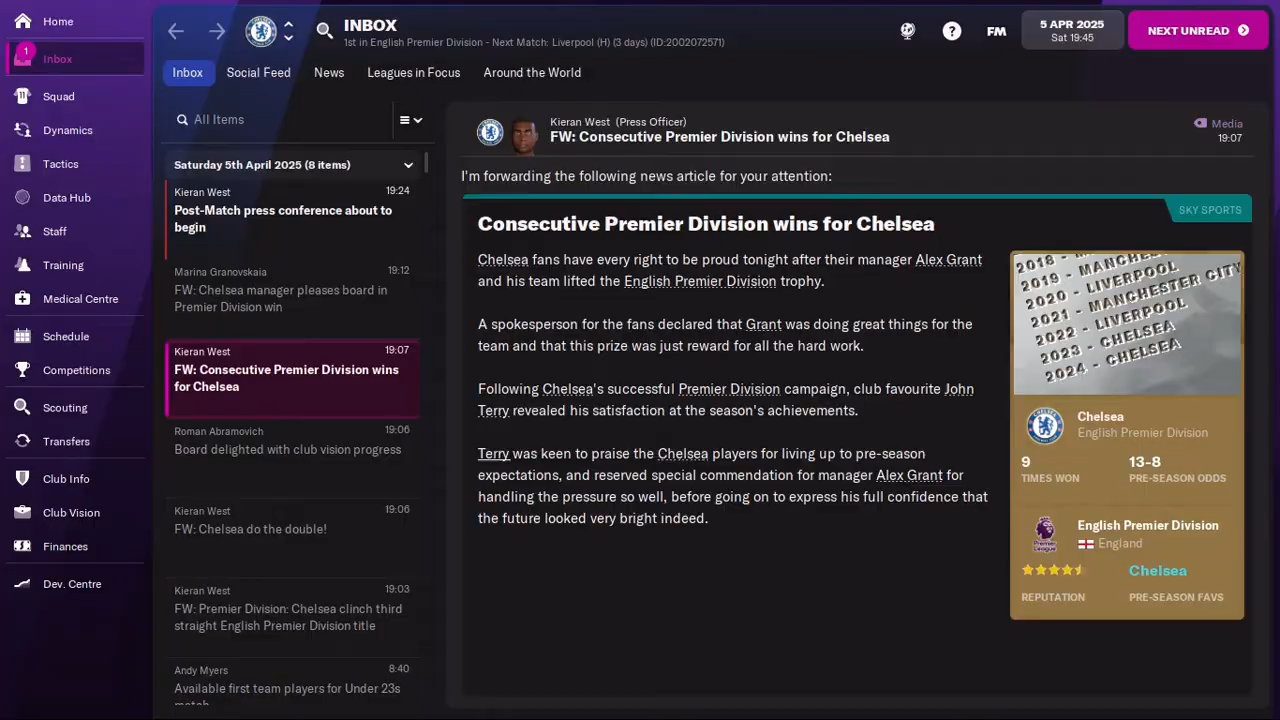 Home
1
Inbox
Squad
Dynamics
Tactics
Data Hub
Staff
Training
Medical Centre
Schedule
Competitions
Scouting
Transfers
Club Info
Club Vision
Finances
Dev. Centre
INBOX
1st in English Premier Division - Next Match: Liverpool (H) (3 days) (ID:2002072571)
?
FM
5 APR 2025
Sat 19:45
NEXT UNREAD
Inbox
Social Feed
News
Leagues in Focus
Around the World
All Items
Saturday 5th April 2025 (8 items)
Kieran West 19:24
Post-Match press conference about to
begin
Marina Granovskaia 19:12
FW: Chelsea manager pleases board in
Premier Division win
Kieran West 19:07
FW: Consecutive Premier Division wins
for Chelsea
Roman Abramovich 19:06
Board delighted with club vision progress
Kieran West 19:06
FW: Chelsea do the double!
Kieran West 19:03
FW: Premier Division: Chelsea clinch third
straight English Premier Division title
Andy Myers 8:40
Available first team players for Under 23s
match
Kieran West (Press Officer)
FW: Consecutive Premier Division wins for Chelsea
Media
19:07
I'm forwarding the following news article for your attention:
SKY SPORTS
Consecutive Premier Division wins for Chelsea
Chelsea fans have every right to be proud tonight after their manager Alex Grant
and his team lifted the English Premier Division trophy.
A spokesperson for the fans declared that Grant was doing great things for the
team and that this prize was just reward for all the hard work.
Following Chelsea's successful Premier Division campaign, club favourite John
Terry revealed his satisfaction at the season's achievements.
Terry was keen to praise the Chelsea players for living up to pre-season
expectations, and reserved special commendation for manager Alex Grant for
handling the pressure so well, before going on to express his full confidence that
the future looked very bright indeed.
2018 -
2019 - MANCHESTER
2020 - LIVERPOOL
2021 - MANCHESTER CITY
2022 - LIVERPOOL
2023 - CHELSEA
2024 - CHELSEA
Chelsea
English Premier Division
9
TIMES WON
13-8
PRE-SEASON ODDS
English Premier Division
England
REPUTATION
Chelsea
PRE-SEASON FAVS